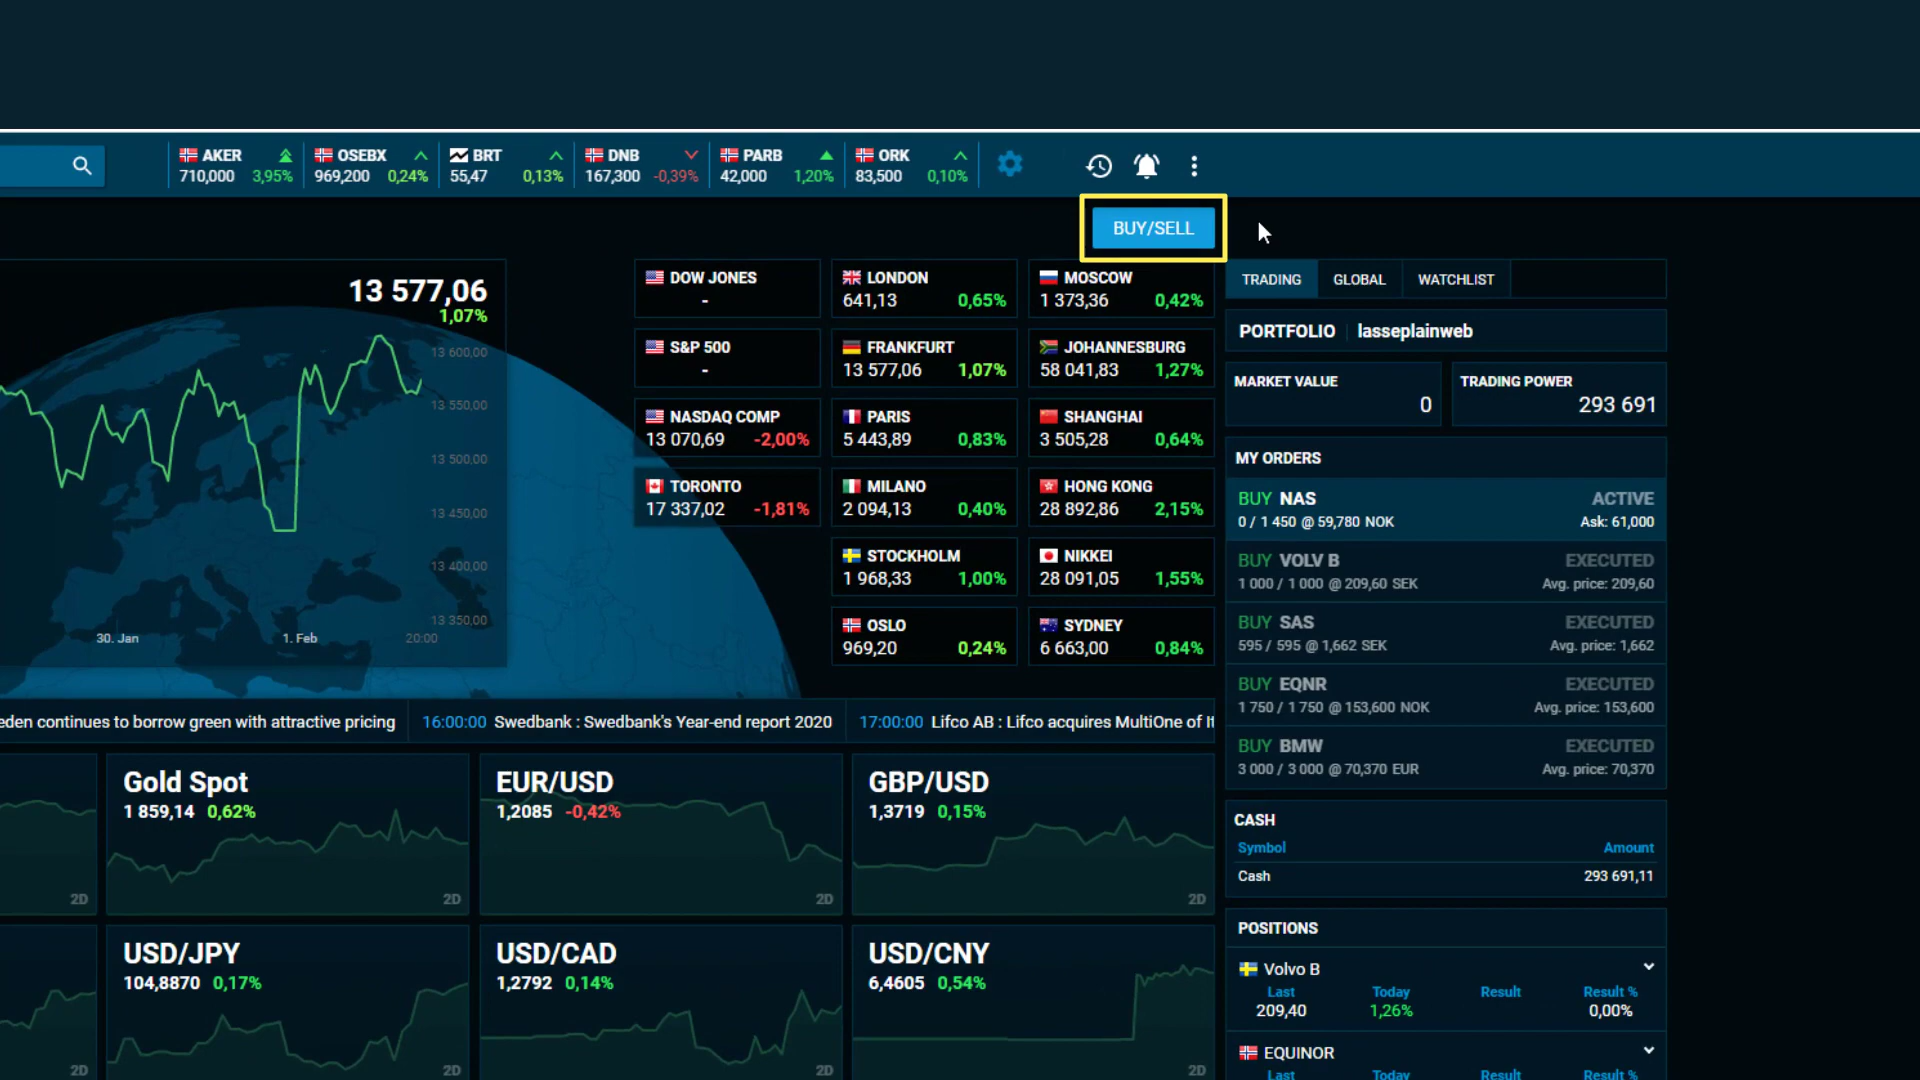 AKER
710,000 3,95%
OSEBX
969,200 0,24%
BRT
55,47 0,13%
DNB
167,300 -0,39%
PARB
42,000 1,20%
ORK
83,500 0,10%
BUY/SELL
13 577,06
1,07%
13 600,00
13 550,00
13 500,00
13 450,00
13 400,00
13 350,00
30. Jan 1. Feb 20:00
DOW JONES
-
S&P 500
-
NASDAQ COMP
13 070,69 -2,00%
TORONTO
17 337,02 -1,81%
LONDON
641,13 0,65%
FRANKFURT
13 577,06 1,07%
PARIS
5 443,89 0,83%
MILANO
2 094,13 0,40%
STOCKHOLM
1 968,33 1,00%
OSLO
969,20 0,24%
MOSCOW
1 373,36 0,42%
JOHANNESBURG
58 041,83 1,27%
SHANGHAI
3 505,28 0,64%
HONG KONG
28 892,86 2,15%
NIKKEI
28 091,05 1,55%
SYDNEY
6 663,00 0,84%
eden continues to borrow green with attractive pricing 16:00:00 Swedbank : Swedbank's Year-end report 2020 17:00:00 Lifco AB : Lifco acquires MultiOne of It
2D
Gold Spot
1 859,14 0,62%
2D
EUR/USD
1,2085 -0,42%
2D
GBP/USD
1,3719 0,15%
2D
2D
USD/JPY
104,8870 0,17%
2D
USD/CAD
1,2792 0,14%
2D
USD/CNY
6,4605 0,54%
2D
TRADING GLOBAL WATCHLIST
PORTFOLIO lasseplainweb
MARKET VALUE
0
TRADING POWER
293 691
MY ORDERS
BUY NAS ACTIVE
0 / 1 450 @ 59,780 NOK Ask: 61,000
BUY VOLV B EXECUTED
1 000 / 1 000 @ 209,60 SEK Avg. price: 209,60
BUY SAS EXECUTED
595 / 595 @ 1,662 SEK Avg. price: 1,662
BUY EQNR EXECUTED
1 750 / 1 750 @ 153,600 NOK Avg. price: 153,600
BUY BMW EXECUTED
3 000 / 3 000 @ 70,370 EUR Avg. price: 70,370
CASH
Symbol Amount
Cash 293 691,11
POSITIONS
Volvo B
Last Today Result Result %
209,40 1,26% 0,00%
EQUINOR
Last Today Result Result %